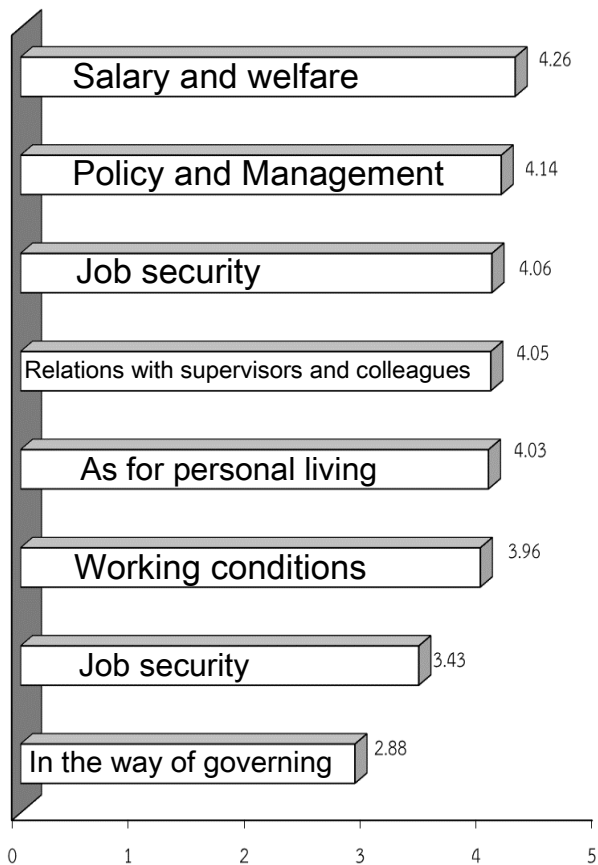 Salary and welfare
4.26
Policy and Management
4.14
Job security
4.06
Relations with supervisors and colleagues
4.05
As for personal living
4.03
Working conditions
3.96
Job security
3.43
In the way of governing
2.88
0 1 2 3 4 5